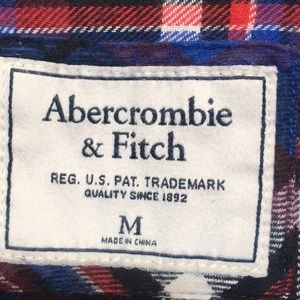 Abercrombie
& Fitch
REG. U.S. PAT. TRADEMARK
QUALITY SINCE 1892
M
MADE IN CHINA